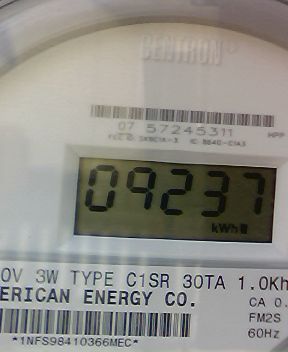 CENTRON®
07 57245311
09237
kWh
0V 3W TYPE C1SR 30TA 1.0Kh
ERICAN ENERGY CO.
CA 0.
FM2S
60Hz
*1NFS98410366MEC*